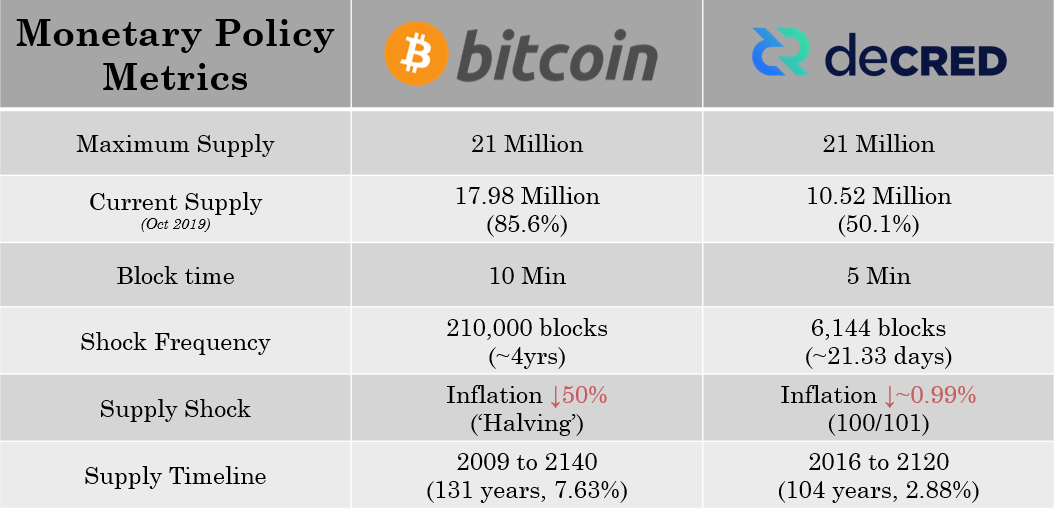 Monetary Policy
Metrics
bitcoin
deCRED
Maximum Supply
21 Million
21 Million
Current Supply
(Oct 2019)
17.98 Million
(85.6%)
10.52 Million
(50.1%)
Block time
10 Min
5 Min
Shock Frequency
210,000 blocks
(~4yrs)
6,144 blocks
(~21.33 days)
Supply Shock
Inflation ↓50%
(‘Halving’)
Inflation ↓~0.99%
(100/101)
Supply Timeline
2009 to 2140
(131 years, 7.63%)
2016 to 2120
(104 years, 2.88%)